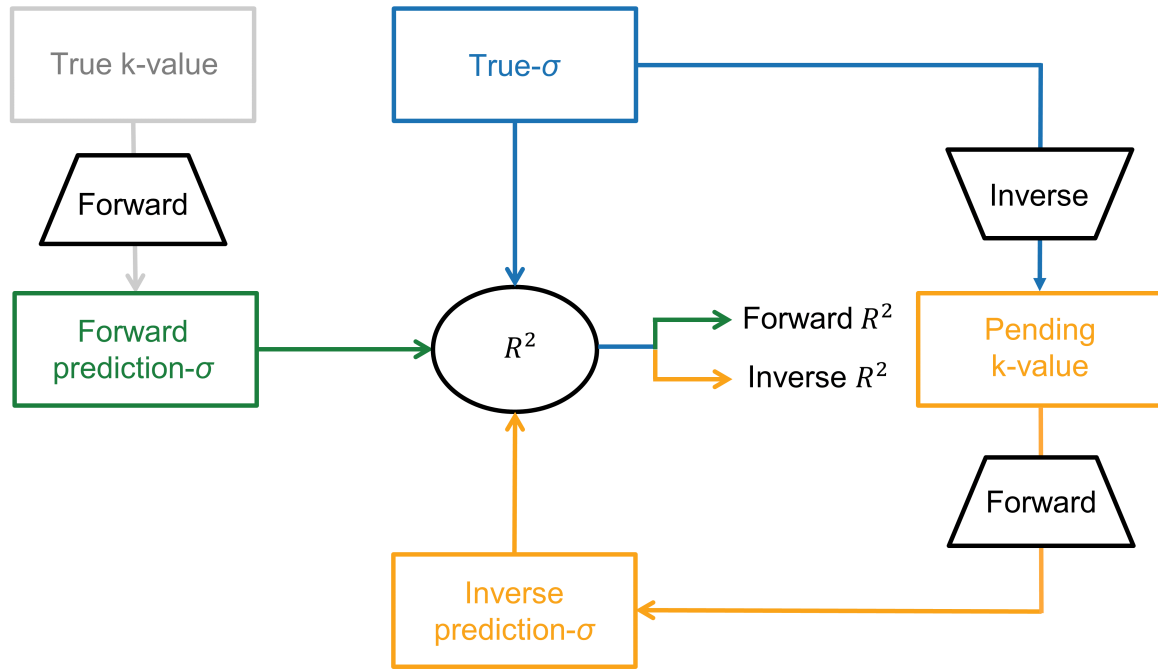 True k-value
True-σ
Forward
Inverse
Forward
prediction-σ
R²
Forward R²
Inverse R²
Pending
k-value
Forward
Inverse
prediction-σ